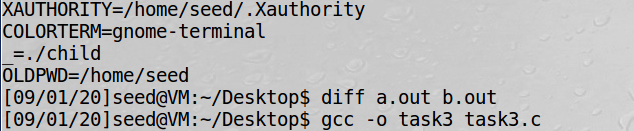 XAUTHORITY=/home/seed/.Xauthority
COLORTERM=gnome-terminal
_=./child
OLDPWD=/home/seed
[09/01/20]seed@VM:~/Desktop$ diff a.out b.out
[09/01/20]seed@VM:~/Desktop$ gcc -o task3 task3.c